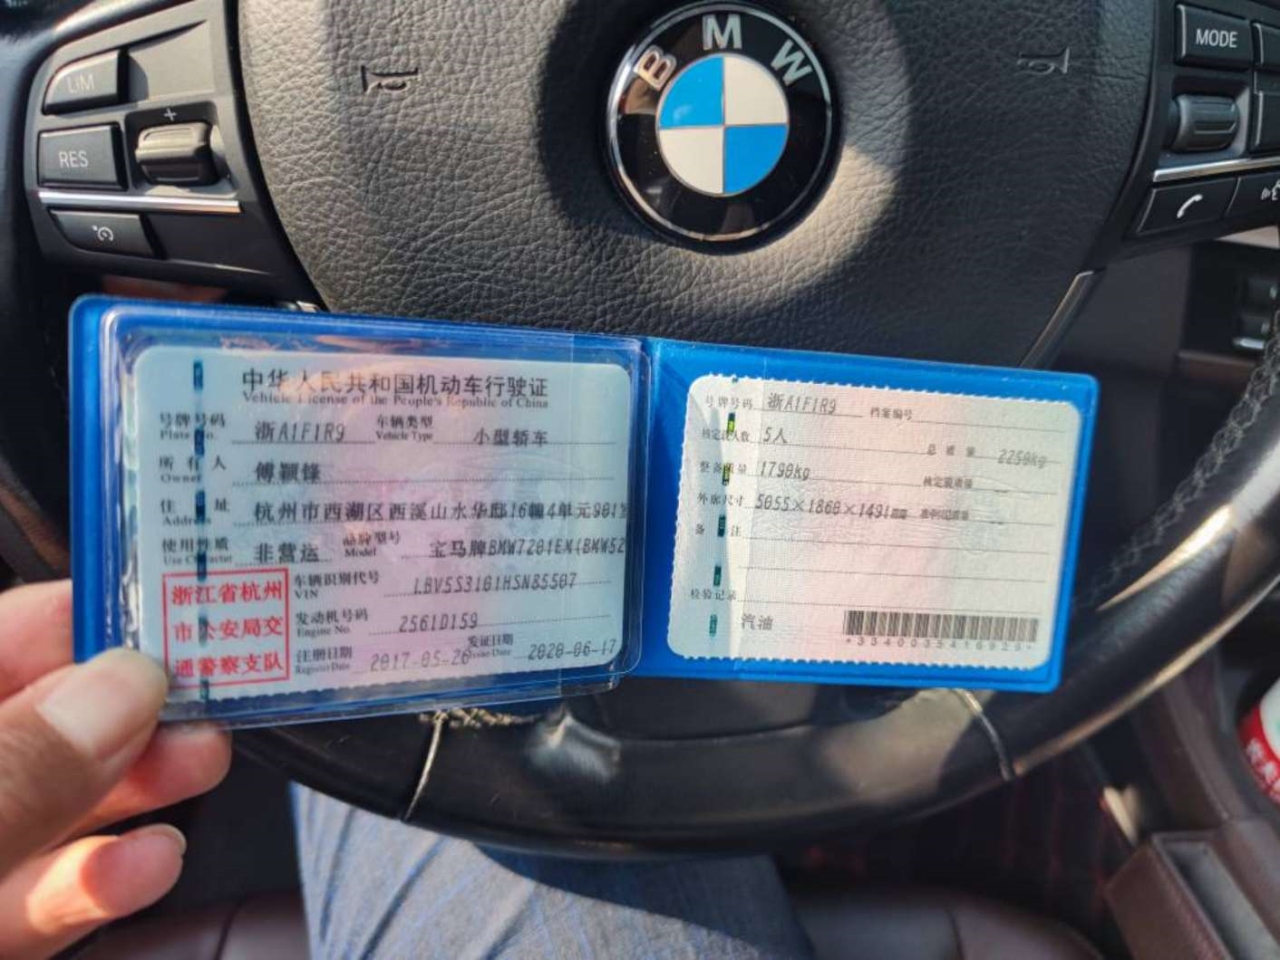 BMW
LIM
+
RES
MODE
中华人民共和国机动车行驶证
Vehicle License of the People's Republic of China
号牌号码 浙A1F1R9 车辆类型 小型轿车
Plate No. Vehicle Type
所有人 傅颖锋
Owner
住址 杭州市西湖区西溪山水华邸16幢4单元901室
Address
使用性质 非营运 品牌型号 宝马牌BMW7201EM(BMW52
Use Character Model
浙江省杭州
市公安局交
通警察支队
车辆识别代号 LBV5S3101HSN85507
VIN
发动机号码 2561D159
Engine No.
注册日期 2017-05-26 发证日期 2020-06-17
Register Date Issue Date
号牌号码 浙A1F1R9 档案编号
核定载人数 5人 总质量 2250kg
整备质量 1790kg 核定载质量
外廓尺寸 5055×1868×1491mm 准牵引总质量
备注
检验记录
汽油